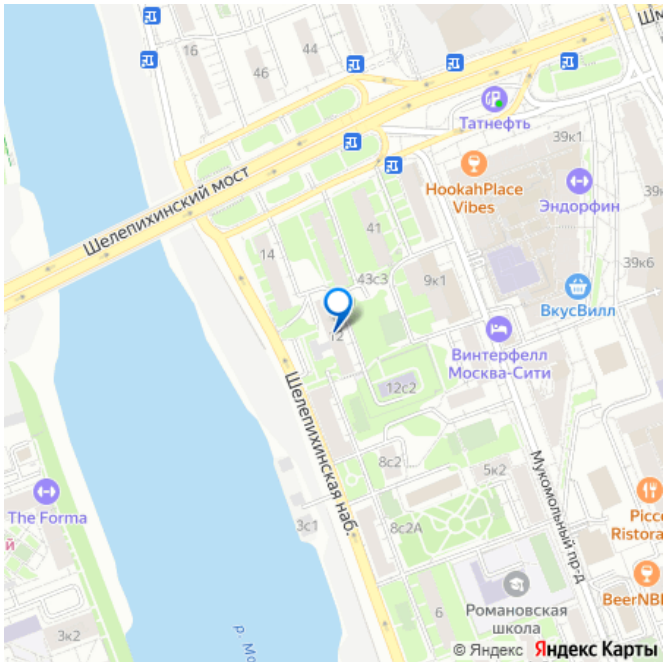 Шм
16
44
46
Татнефть
39к1
Шелепихинский мост
HookahPlace
Vibes
Эндорфин
39к
41
14
43с3
9к1
39к6
ВкусВилл
12
Винтерфелл
Москва-Сити
12с2
Шелепихинская наб.
8с2
5к2
Мукомольный пр-д
The Forma
й
3с1
8с2А
Picco
Ristora
BeerNB
Романовская
школа
6
3к2
р. Мо
© Яндекс Яндекс Карты